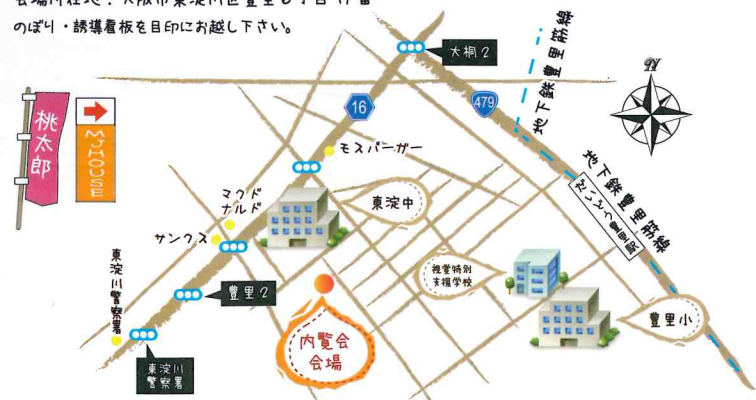 のぼり・誘導看板を目印にお越し下さい。
大桐2
地下鉄豊里筋線
N
479
16
桃太郎
MJHOUSE
モスバーガー
地下鉄豊里筋線
だいどう豊里駅
マクド
ナルド
東淀中
サンクス
視覚特別
支援学校
東淀川警察署
豊里2
豊里小
内覧会
会場
東淀川
警察署